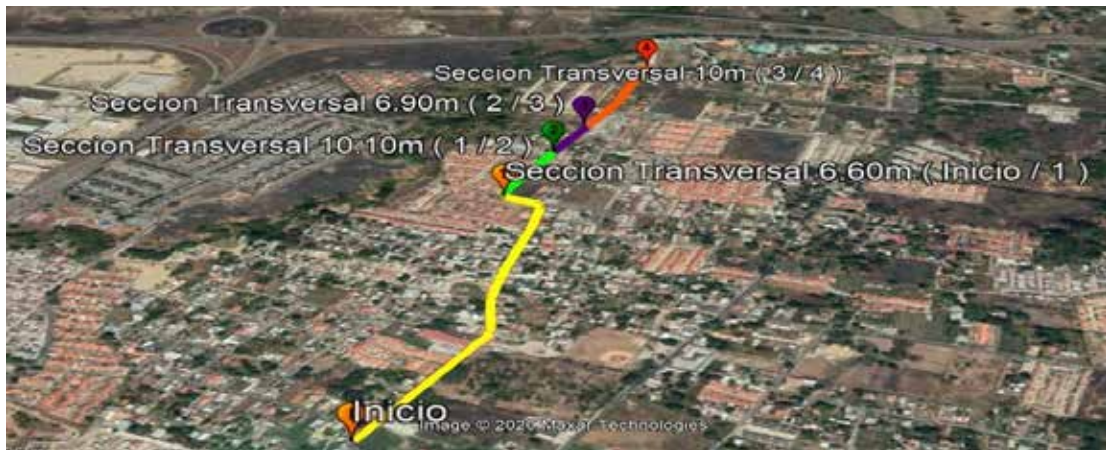 Seccion Transversal 10m ( 3 / 4 )
Seccion Transversal 6.90m ( 2 / 3 )
Seccion Transversal 10.10m ( 1 / 2 )
Seccion Transversal 6.60m ( Inicio / 1 )
Inicio
Image © 2020 Maxar Technologies